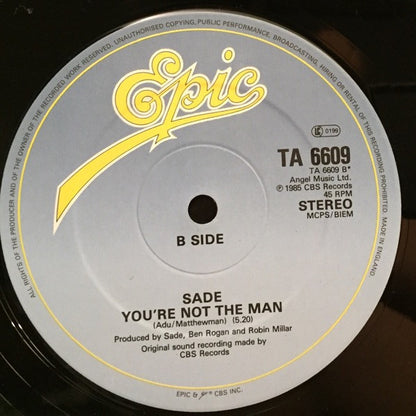 ALL RIGHTS OF THE PRODUCER AND OF THE OWNER OF THE RECORDED WORK RESERVED. UNAUTHORISED COPYING, PUBLIC PERFORMANCE, BROADCASTING, HIRING OR RENTAL OF THIS RECORDING PROHIBITED. MADE IN ENGLAND.
Epic
LC 0199
TA 6609
TA 6609 B*
Angel Music Ltd.
℗ 1985 CBS Records
45 RPM
STEREO
MCPS/BIEM
B SIDE
SADE
YOU'RE NOT THE MAN
(Adu/Matthewman) (5.20)
Produced by Sade, Ben Rogan and Robin Millar
Original sound recording made by
CBS Records
EPIC & ® CBS INC.